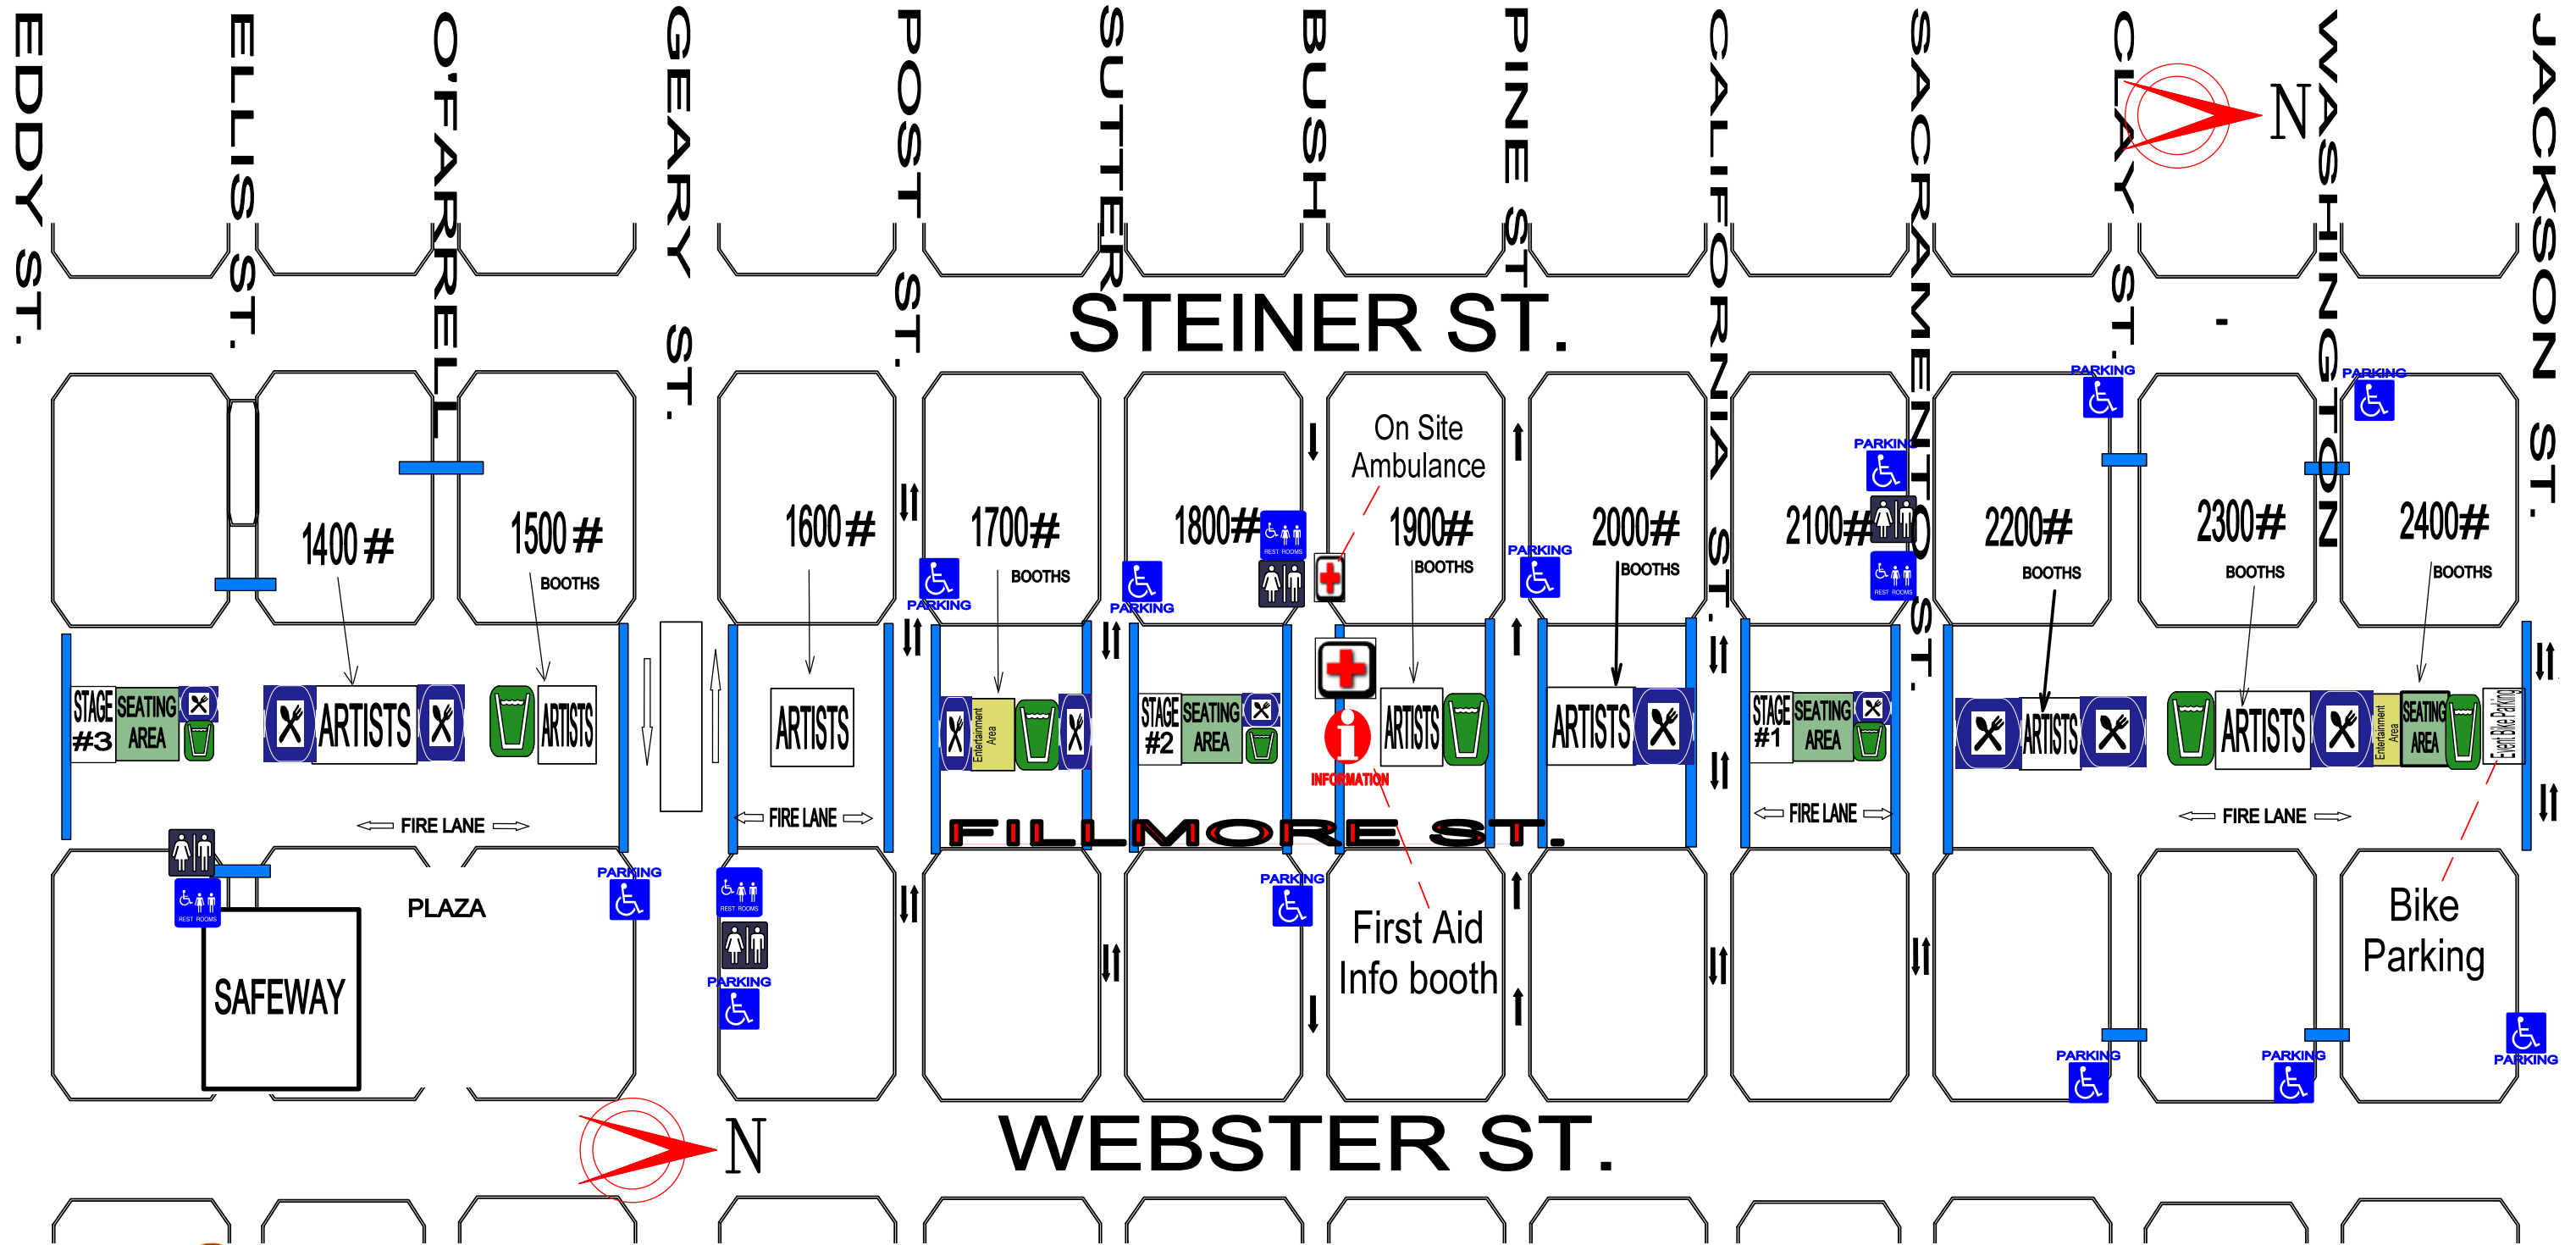 EDDY ST.
ELLIS ST.
O'FARRELL
GEARY ST.
POST ST.
SUTTER
BUSH
PINE ST
CALIFORNIA ST.
SACRAMENTO ST.
CLAY ST.
WASHINGTON
JACKSON ST.
N
STEINER ST.
PARKING
PARKING
On Site
Ambulance
PARKING
1400#
1500#
BOOTHS
1600#
1700#
BOOTHS
1800#
REST ROOMS
1900#
BOOTHS
2000#
BOOTHS
2100#
REST ROOMS
2200#
BOOTHS
2300#
BOOTHS
2400#
BOOTHS
PARKING
PARKING
PARKING
STAGE
#3
SEATING
AREA
ARTISTS
ARTISTS
ARTISTS
Entertainment
Area
STAGE
#2
SEATING
AREA
INFORMATION
ARTISTS
ARTISTS
STAGE
#1
SEATING
AREA
ARTISTS
ARTISTS
Entertainment
Area
SEATING
AREA
Event Bike Parking
FIRE LANE
FIRE LANE
FIRE LANE
FIRE LANE
FILLMORE ST.
REST ROOMS
PLAZA
PARKING
REST ROOMS
PARKING
PARKING
First Aid
Info booth
Bike
Parking
SAFEWAY
PARKING
PARKING
PARKING
N
WEBSTER ST.